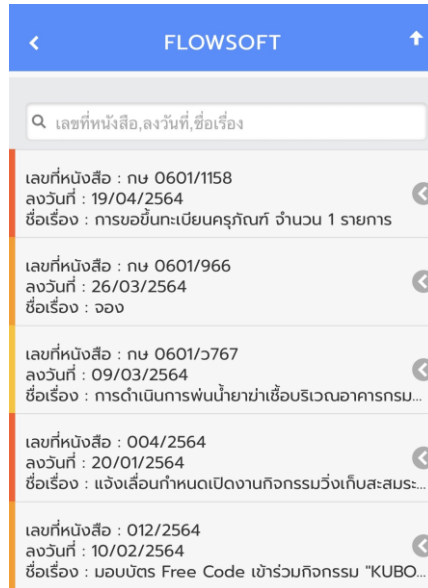 FLOWSOFT
เลขที่หนังสือ,ลงวันที่,ชื่อเรื่อง
เลขที่หนังสือ : กษ 0601/1158
ลงวันที่ : 19/04/2564
ชื่อเรื่อง : การขอขึ้นทะเบียนครุภัณฑ์ จำนวน 1 รายการ
เลขที่หนังสือ : กษ 0601/966
ลงวันที่ : 26/03/2564
ชื่อเรื่อง : จอง
เลขที่หนังสือ : กษ 0601/ว767
ลงวันที่ : 09/03/2564
ชื่อเรื่อง : การดำเนินการพ่นน้ำยาฆ่าเชื้อบริเวณอาคารกรม...
เลขที่หนังสือ : 004/2564
ลงวันที่ : 20/01/2564
ชื่อเรื่อง : แจ้งเลื่อนกำหนดเปิดงานกิจกรรมวิ่งเก็บสะสมระ...
เลขที่หนังสือ : 012/2564
ลงวันที่ : 10/02/2564
ชื่อเรื่อง : มอบบัตร Free Code เข้าร่วมกิจกรรม "KUBO...